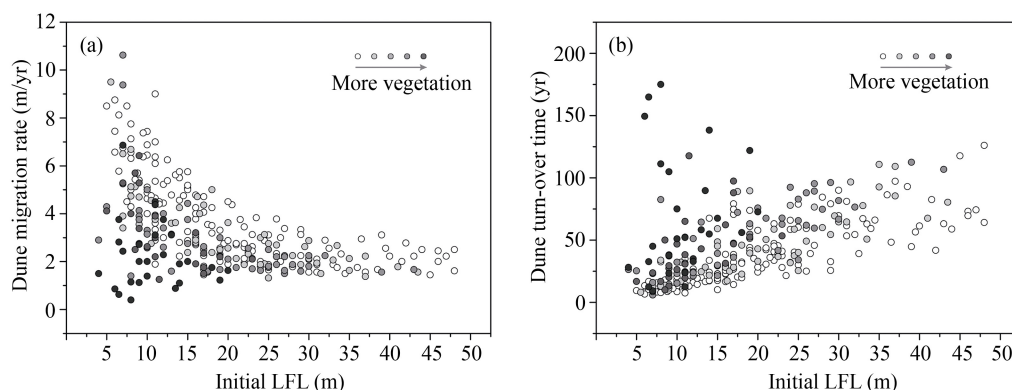 (a)
More vegetation
Dune migration rate (m/yr)
12
10
8
6
4
2
0
5 10 15 20 25 30 35 40 45 50
Initial LFL (m)
(b)
More vegetation
Dune turn-over time (yr)
200
150
100
50
0
5 10 15 20 25 30 35 40 45 50
Initial LFL (m)